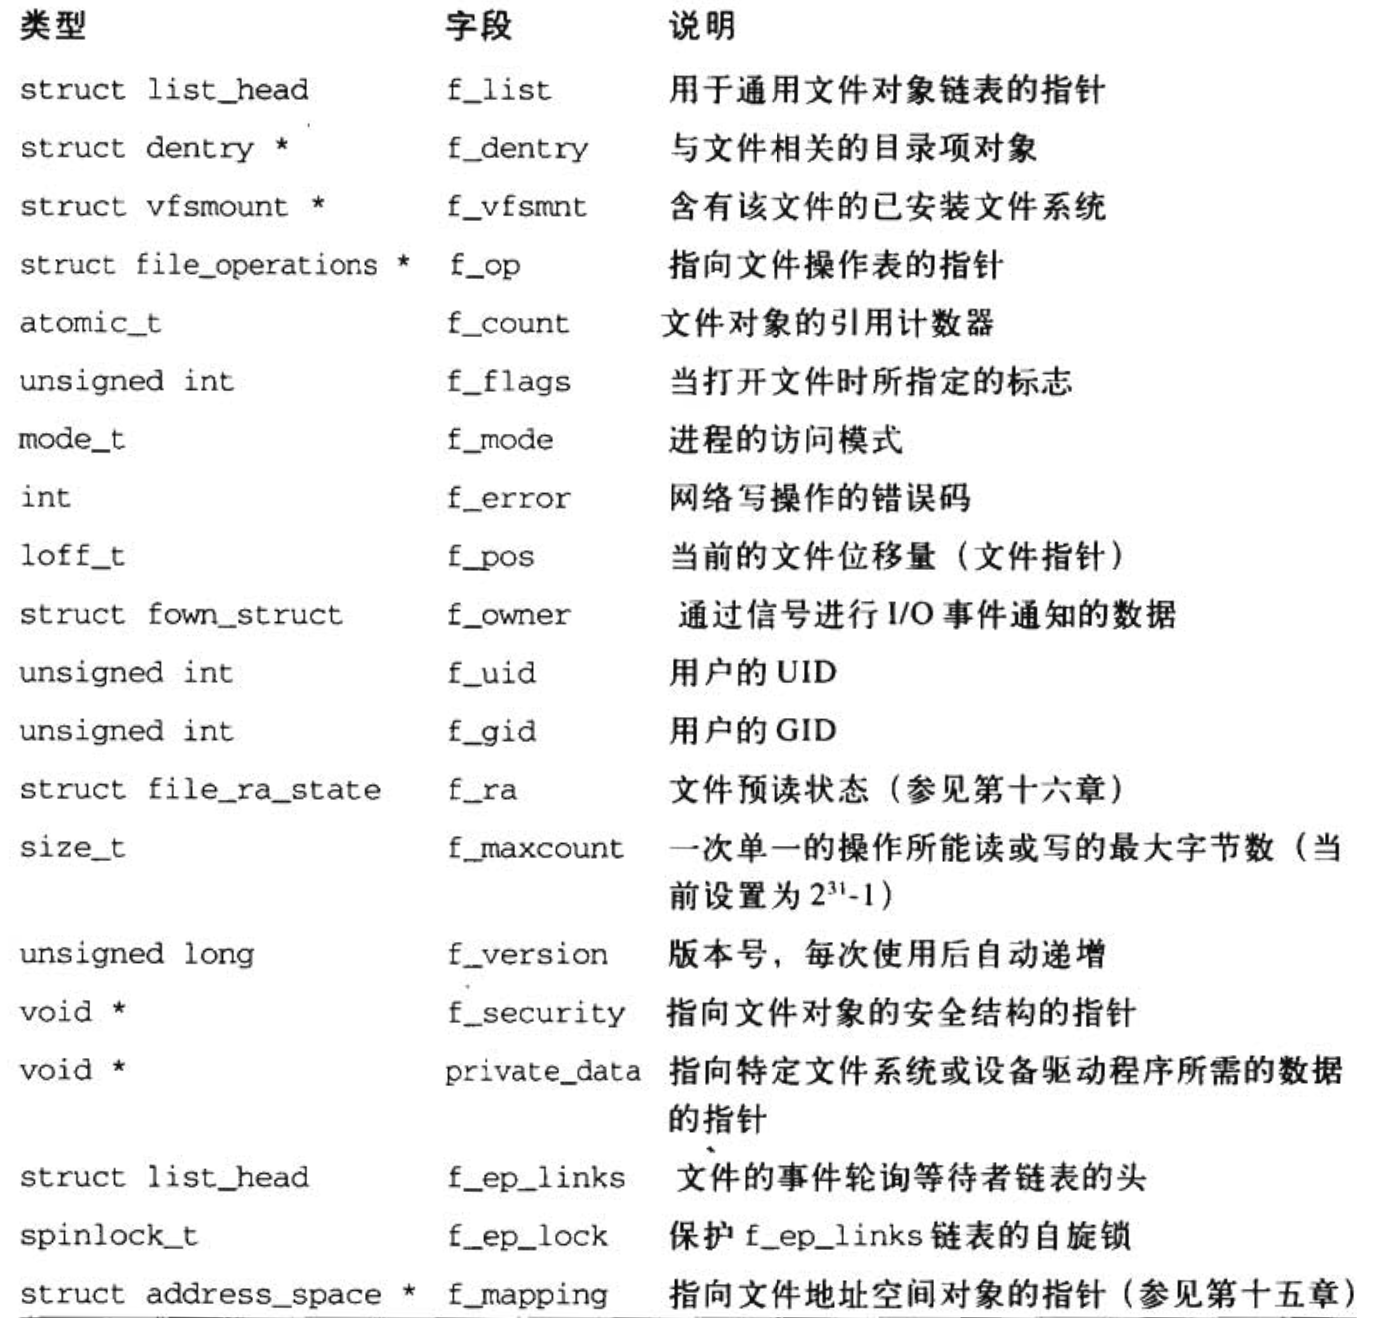 类型 字段 说明
struct list_head f_list 用于通用文件对象链表的指针
struct dentry * f_dentry 与文件相关的目录项对象
struct vfsmount * f_vfsmnt 含有该文件的已安装文件系统
struct file_operations * f_op 指向文件操作表的指针
atomic_t f_count 文件对象的引用计数器
unsigned int f_flags 当打开文件时所指定的标志
mode_t f_mode 进程的访问模式
int f_error 网络写操作的错误码
loff_t f_pos 当前的文件位移量（文件指针）
struct fown_struct f_owner 通过信号进行 I/O 事件通知的数据
unsigned int f_uid 用户的 UID
unsigned int f_gid 用户的 GID
struct file_ra_state f_ra 文件预读状态（参见第十六章）
size_t f_maxcount 一次单一的操作所能读或写的最大字节数（当
前设置为 2³¹-1）
unsigned long f_version 版本号，每次使用后自动递增
void * f_security 指向文件对象的安全结构的指针
void * private_data 指向特定文件系统或设备驱动程序所需的数据
的指针
struct list_head f_ep_links 文件的事件轮询等待者链表的头
spinlock_t f_ep_lock 保护 f_ep_links 链表的自旋锁
struct address_space * f_mapping 指向文件地址空间对象的指针（参见第十五章）